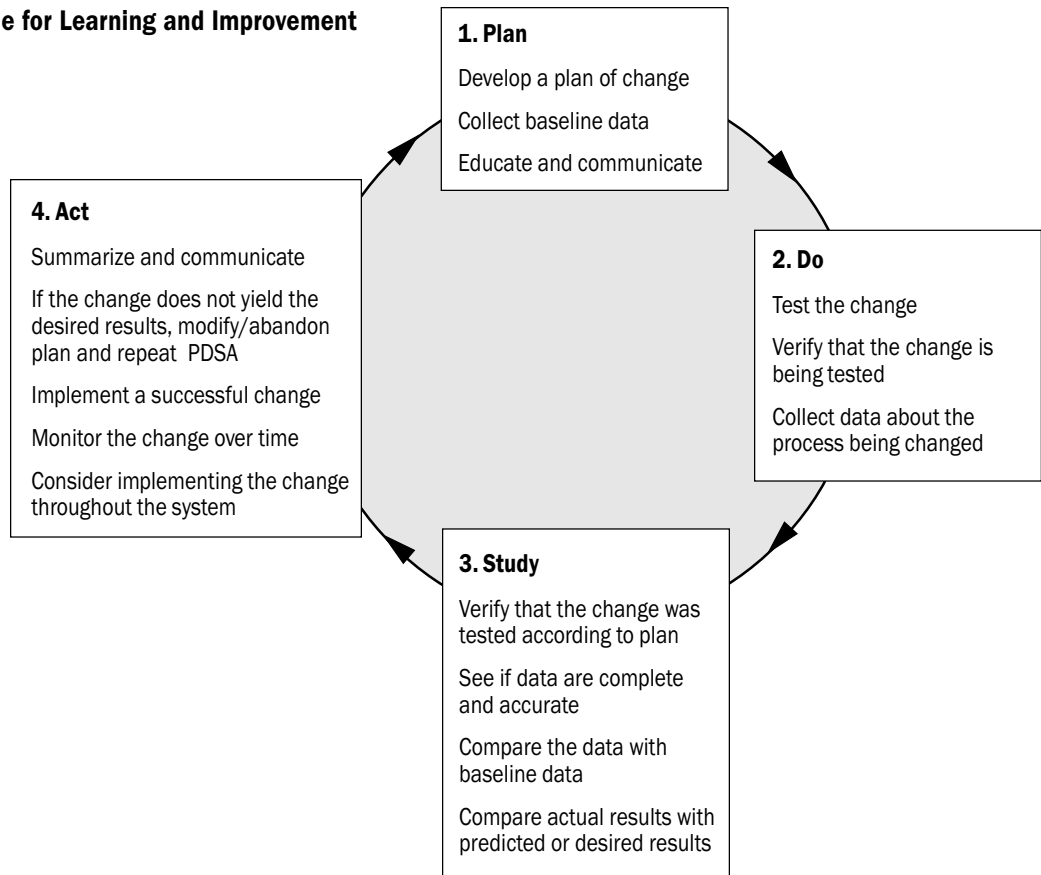 e for Learning and Improvement
1. Plan
Develop a plan of change
Collect baseline data
Educate and communicate
2. Do
Test the change
Verify that the change is
being tested
Collect data about the
process being changed
3. Study
Verify that the change was
tested according to plan
See if data are complete
and accurate
Compare the data with
baseline data
Compare actual results with
predicted or desired results
4. Act
Summarize and communicate
If the change does not yield the
desired results, modify/abandon
plan and repeat PDSA
Implement a successful change
Monitor the change over time
Consider implementing the change
throughout the system